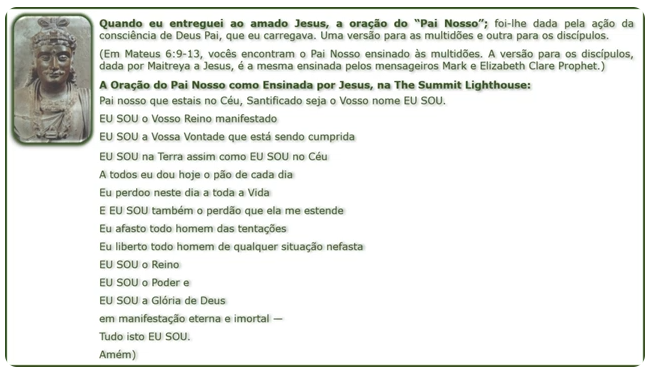 Quando eu entreguei ao amado Jesus, a oração do “Pai Nosso”; foi-lhe dada pela ação da
consciência de Deus Pai, que eu carregava. Uma versão para as multidões e outra para os discípulos.
(Em Mateus 6:9-13, vocês encontram o Pai Nosso ensinado às multidões. A versão para os discípulos,
dada por Maitreya a Jesus, é a mesma ensinada pelos mensageiros Mark e Elizabeth Clare Prophet.)
A Oração do Pai Nosso como Ensinada por Jesus, na The Summit Lighthouse:
Pai nosso que estais no Céu, Santificado seja o Vosso nome EU SOU.
EU SOU o Vosso Reino manifestado
EU SOU a Vossa Vontade que está sendo cumprida
EU SOU na Terra assim como EU SOU no Céu
A todos eu dou hoje o pão de cada dia
Eu perdoo neste dia a toda a Vida
E EU SOU também o perdão que ela me estende
Eu afasto todo homem das tentações
Eu liberto todo homem de qualquer situação nefasta
EU SOU o Reino
EU SOU o Poder e
EU SOU a Glória de Deus
em manifestação eterna e imortal —
Tudo isto EU SOU.
Amém)